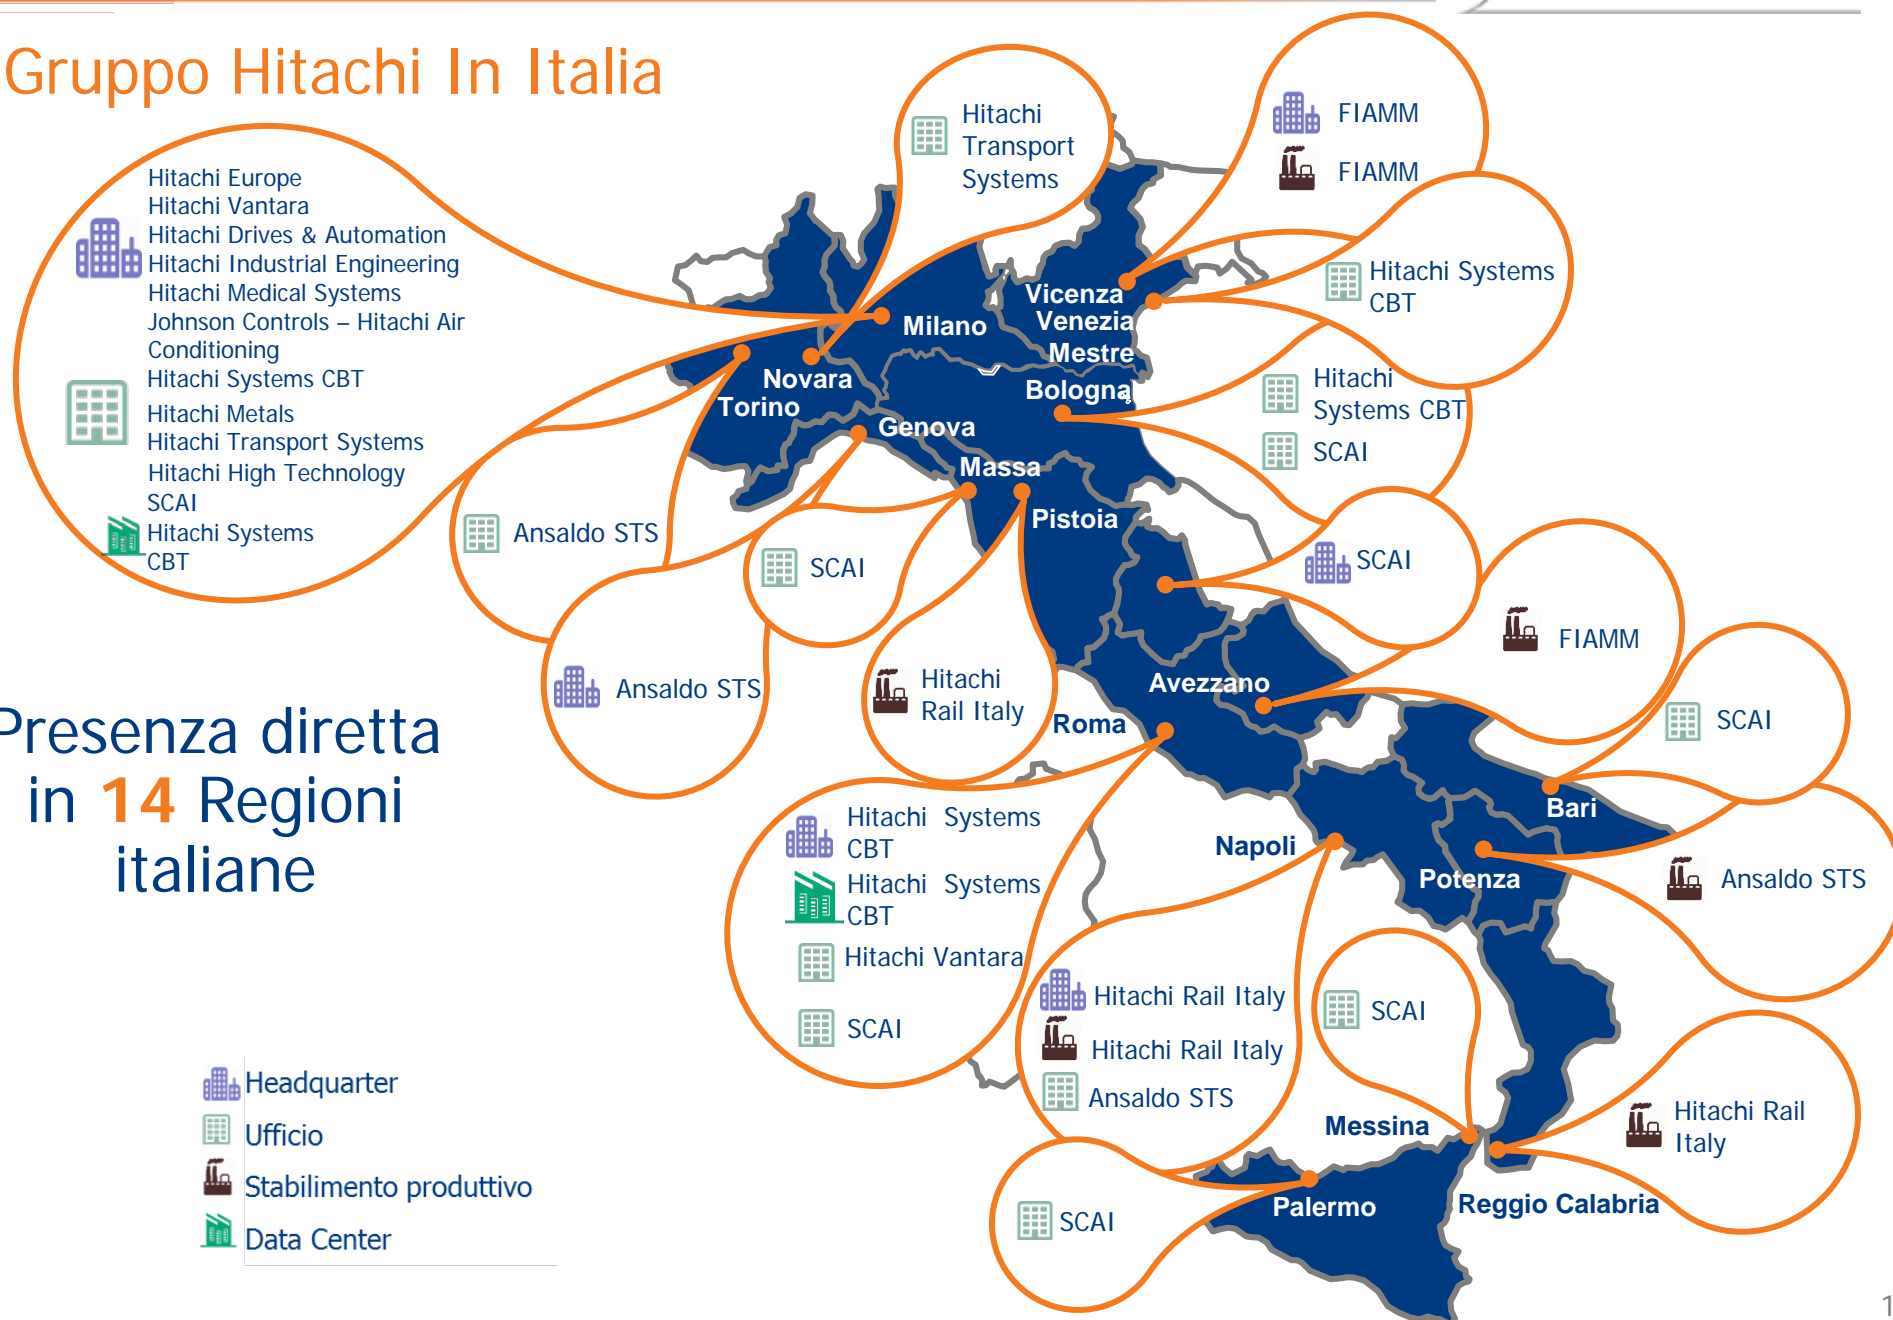 Gruppo Hitachi In Italia
Hitachi Europe
Hitachi Vantara
Hitachi Drives & Automation
Hitachi Industrial Engineering
Hitachi Medical Systems
Johnson Controls – Hitachi Air
Conditioning
Hitachi Systems CBT
Hitachi Metals
Hitachi Transport Systems
Hitachi High Technology
SCAI
Hitachi Systems
CBT
Hitachi
Transport
Systems
FIAMM
FIAMM
Hitachi Systems
CBT
Hitachi
Systems CBT
SCAI
SCAI
FIAMM
SCAI
Ansaldo STS
Ansaldo STS
Ansaldo STS
SCAI
Hitachi
Rail Italy
Hitachi Systems
CBT
Hitachi Systems
CBT
Hitachi Vantara
SCAI
Hitachi Rail Italy
Hitachi Rail Italy
Ansaldo STS
SCAI
SCAI
Hitachi Rail
Italy
Vicenza
Venezia
Mestre
Milano
Novara
Torino
Bologna
Genova
Massa
Pistoia
Avezzano
Roma
Bari
Napoli
Potenza
Messina
Palermo
Reggio Calabria
Presenza diretta
in 14 Regioni
italiane
Headquarter
Ufficio
Stabilimento produttivo
Data Center
1